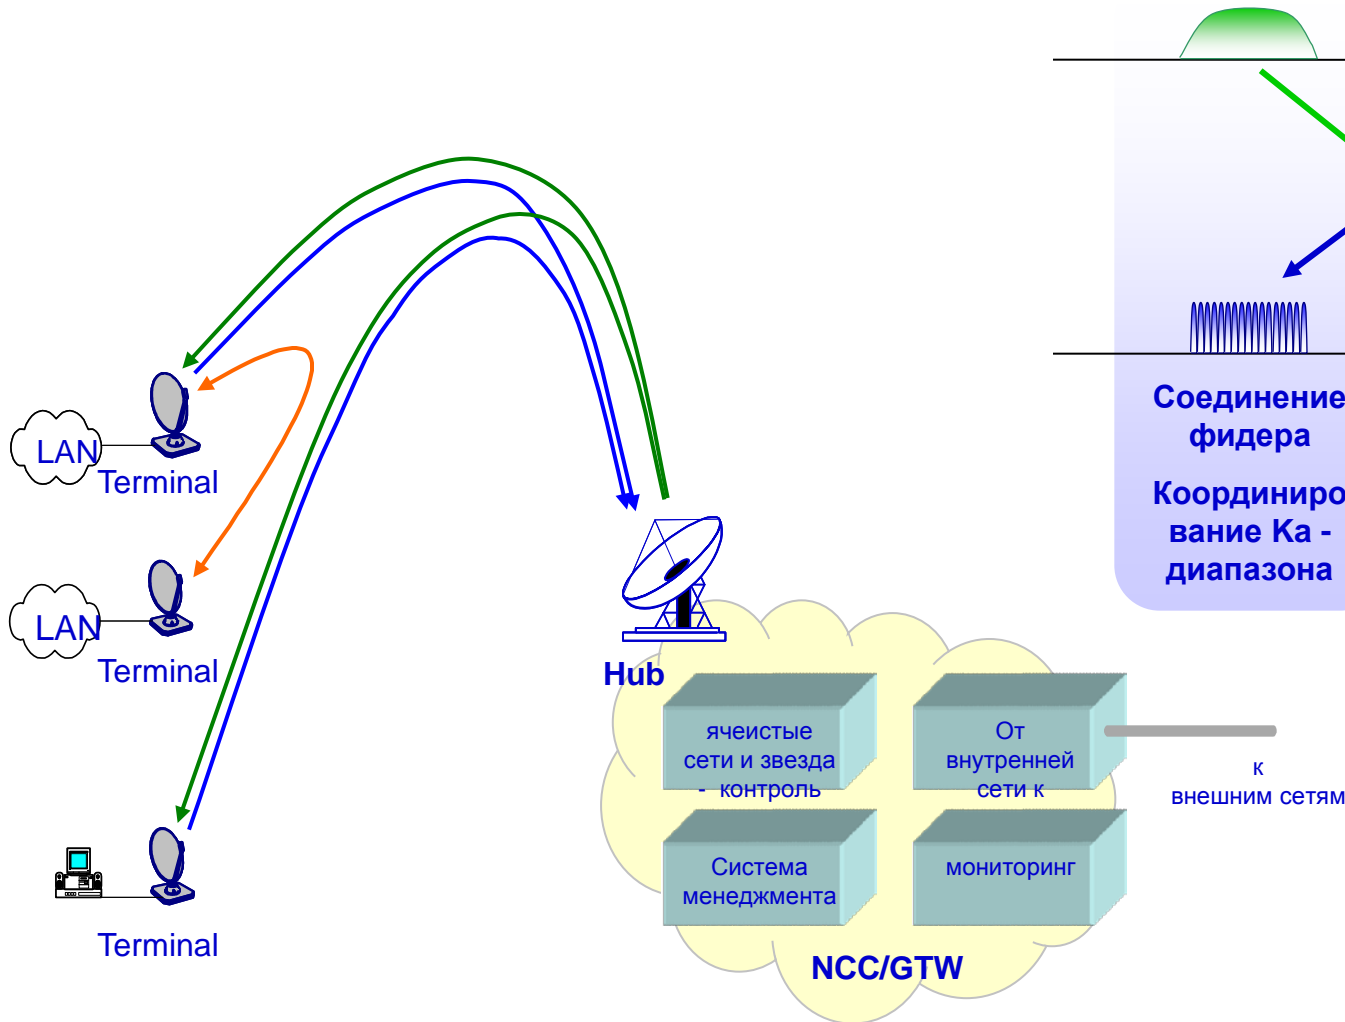 LAN
Terminal
LAN
Terminal
Terminal
Hub
ячеистые
сети и звезда
- контроль
От
внутренней
сети к
Система
менеджмента
мониторинг
NCC/GTW
к
внешним сетям
Соединение
фидера
Координиро
вание Ka -
диапазона